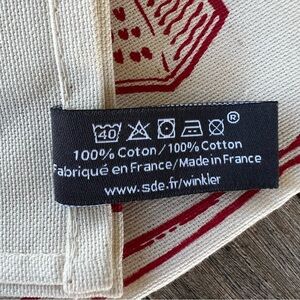 40 ®
100% Coton / 100% Cotton
Fabriqué en France/Made in France
www.sde.fr/winkler